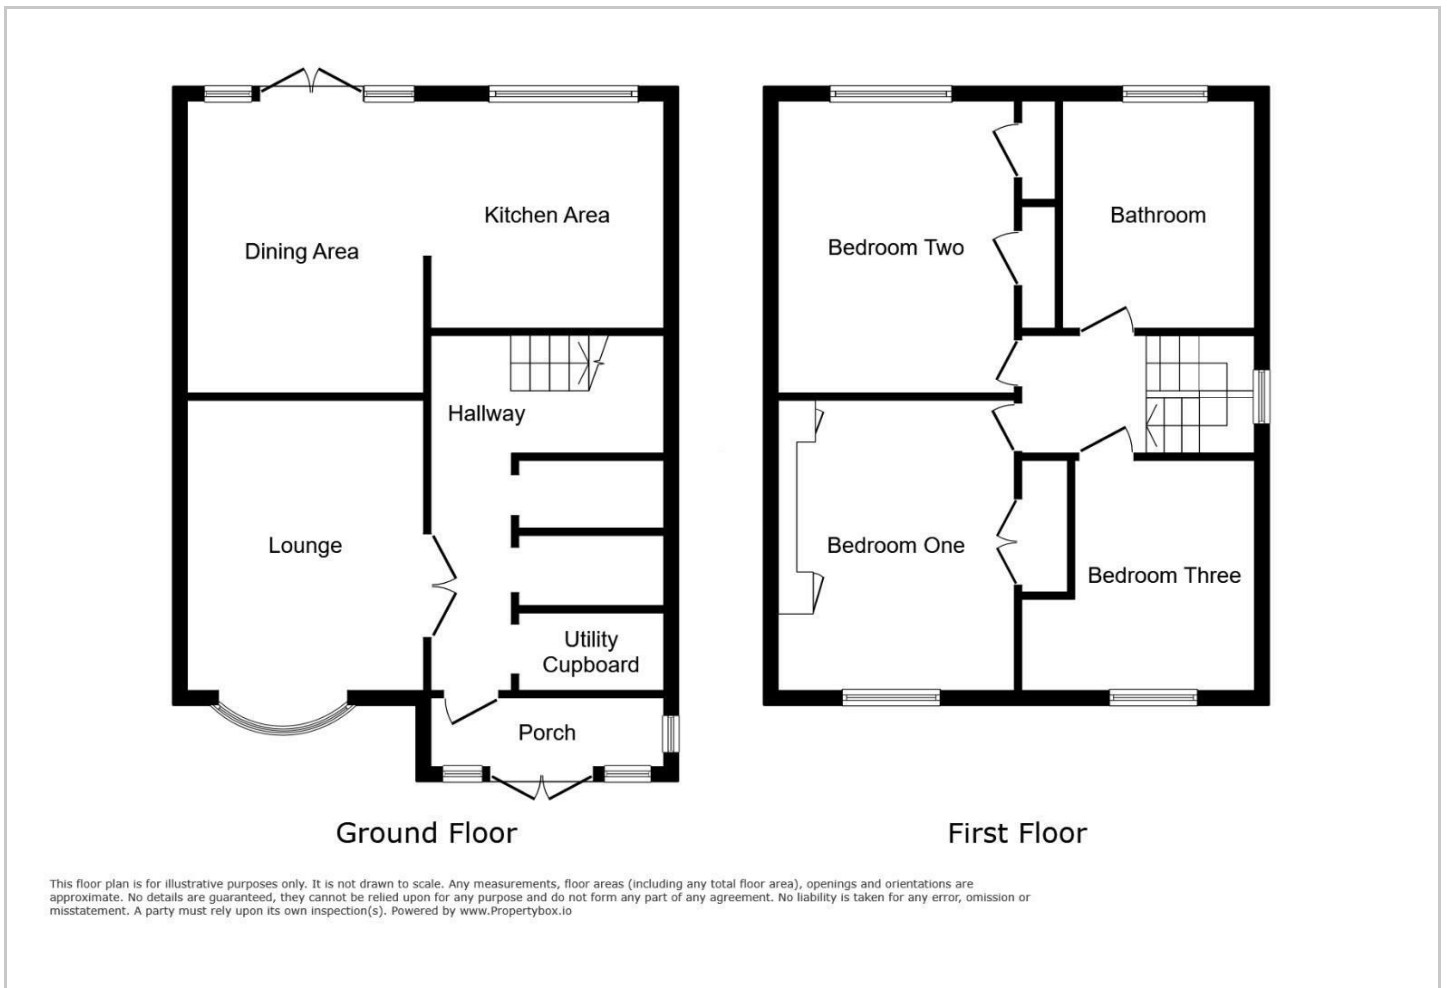 Dining Area
Kitchen Area
Hallway
Lounge
Utility
Cupboard
Porch
Ground Floor
Bedroom Two
Bathroom
Bedroom One
Bedroom Three
First Floor
This floor plan is for illustrative purposes only. It is not drawn to scale. Any measurements, floor areas (including any total floor area), openings and orientations are
approximate. No details are guaranteed, they cannot be relied upon for any purpose and do not form any part of any agreement. No liability is taken for any error, omission or
misstatement. A party must rely upon its own inspection(s). Powered by www.Propertybox.io